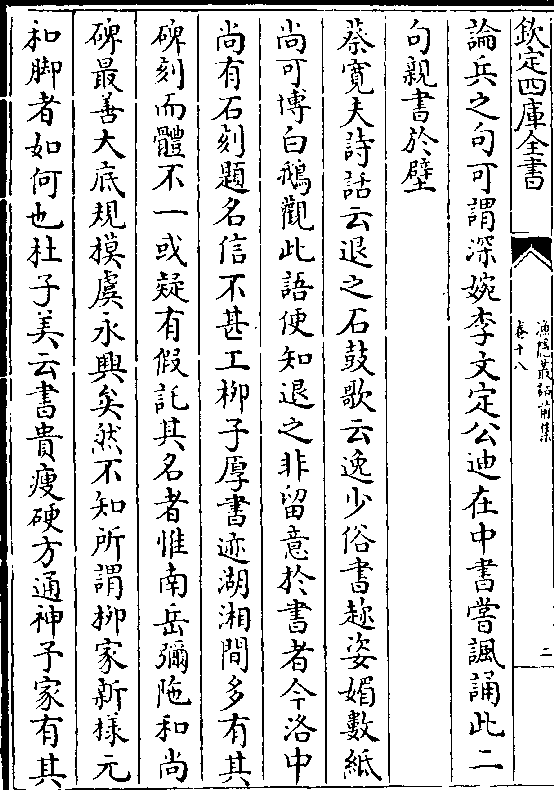 欽定四庫全書
漁隱叢話前集
卷十八
二
論兵之句可謂深婉李文定公迪在中書嘗諷誦此二
句親書於壁
蔡寛夫詩話云退之石鼓歌云逸少俗書趂姿媚數紙
尚可博白鵝觀此語便知退之非留意於書者今洛中
尚有石刻題名信不甚工栁子厚書迹湖湘間多有其
碑刻而體不一或疑有假託其名者惟南岳彌陁和尚
碑最善大底規模虞永興矣然不知所謂栁家新様元
和脚者如何也杜子美云書貴瘦硬方通神子家有其